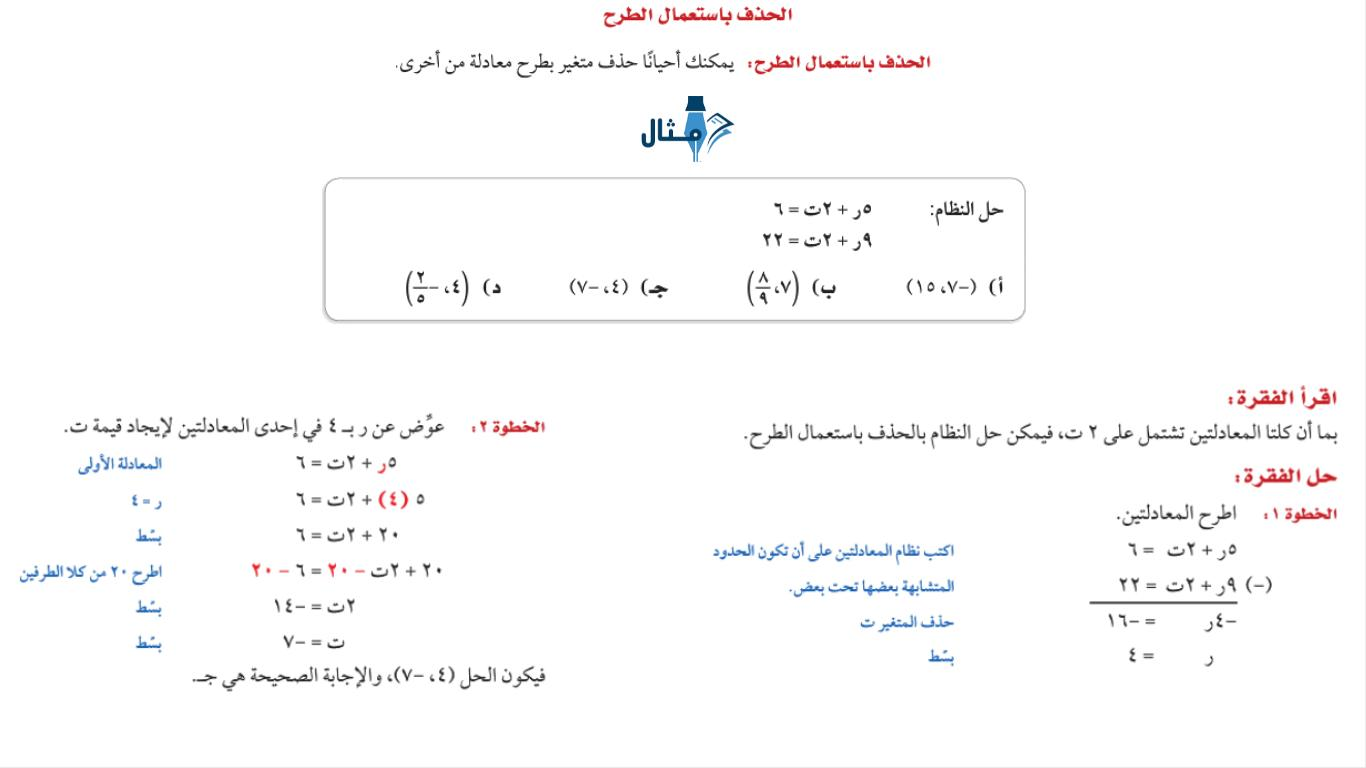 الحذف باستعمال الطرح
الحذف باستعمال الطرح: يمكنك أحيانًا حذف متغير بطرح معادلة من أخرى.
مثال
حل النظام: ٥ر + ٢ت = ٦
٩ر + ٢ت = ٢٢
أ) (−٧، ١٥) ب) (٧، ٨/٩) جـ) (٤، −٧) د) (٤، −٢/٥)
اقرأ الفقرة:
بما أن كلتا المعادلتين تشتمل على ٢ ت، فيمكن حل النظام بالحذف باستعمال الطرح.
حل الفقرة:
الخطوة ١: اطرح المعادلتين.
٥ر + ٢ت = ٦ اكتب نظام المعادلتين على أن تكون الحدود
(−) ٩ر + ٢ت = ٢٢ المتشابهة بعضها تحت بعض.
−٤ر = −١٦ حذف المتغير ت
ر = ٤ بسّط
الخطوة ٢: عوِّض عن ر بـ ٤ في إحدى المعادلتين لإيجاد قيمة ت.
٥ر + ٢ت = ٦ المعادلة الأولى
٥ (٤) + ٢ت = ٦ ر = ٤
٢٠ + ٢ت = ٦ بسّط
٢٠ + ٢ت − ٢٠ = ٦ − ٢٠ اطرح ٢٠ من كلا الطرفين
٢ت = −١٤ بسّط
ت = −٧ بسّط
فيكون الحل (٤، −٧)، والإجابة الصحيحة هي جـ.